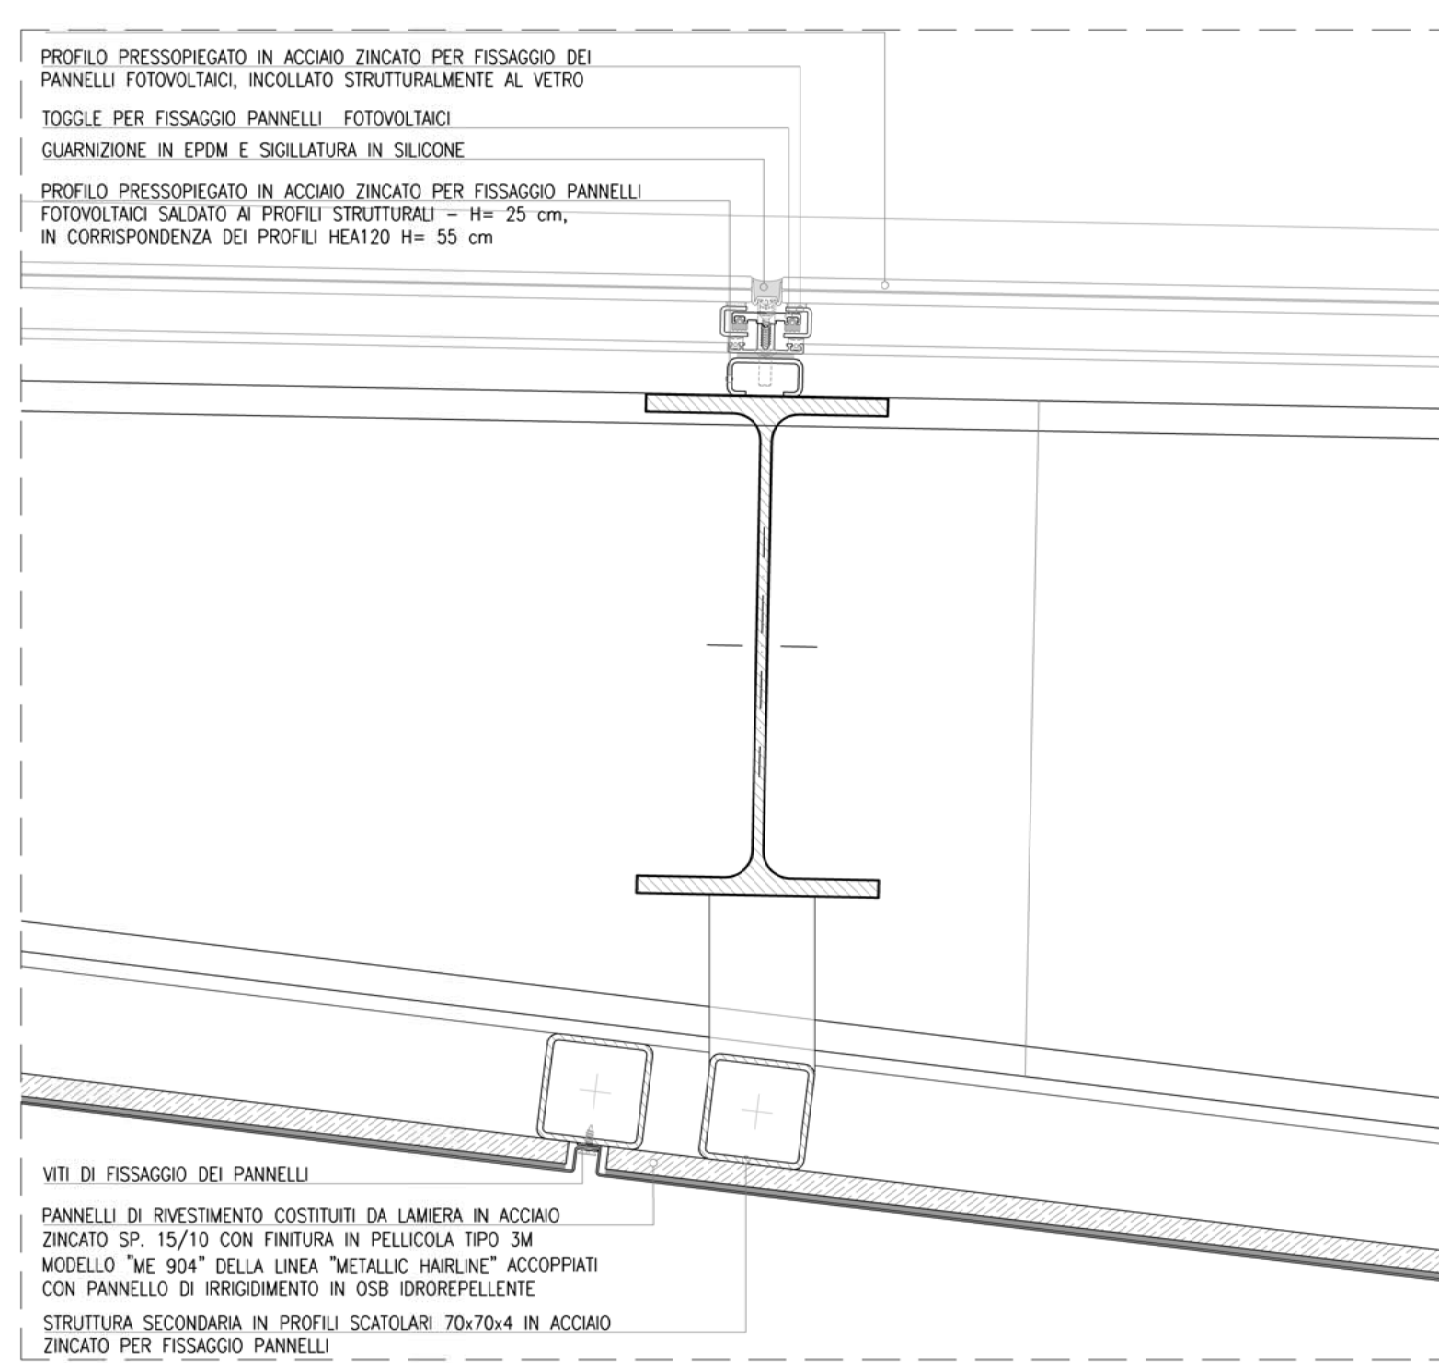 PROFILO PRESSOPIEGATO IN ACCIAIO ZINCATO PER FISSAGGIO DEI
PANNELLI FOTOVOLTAICI, INCOLLATO STRUTTURALMENTE AL VETRO
TOGGLE PER FISSAGGIO PANNELLI FOTOVOLTAICI
GUARNIZIONE IN EPDM E SIGILLATURA IN SILICONE
PROFILO PRESSOPIEGATO IN ACCIAIO ZINCATO PER FISSAGGIO PANNELLI
FOTOVOLTAICI SALDATO AI PROFILI STRUTTURALI - H= 25 cm,
IN CORRISPONDENZA DEI PROFILI HEA120 H= 55 cm
VITI DI FISSAGGIO DEI PANNELLI
PANNELLI DI RIVESTIMENTO COSTITUITI DA LAMIERA IN ACCIAIO
ZINCATO SP. 15/10 CON FINITURA IN PELLICOLA TIPO 3M
MODELLO "ME 904" DELLA LINEA "METALLIC HAIRLINE" ACCOPPIATI
CON PANNELLO DI IRRIGIDIMENTO IN OSB IDROREPELLENTE
STRUTTURA SECONDARIA IN PROFILI SCATOLARI 70x70x4 IN ACCIAIO
ZINCATO PER FISSAGGIO PANNELLI